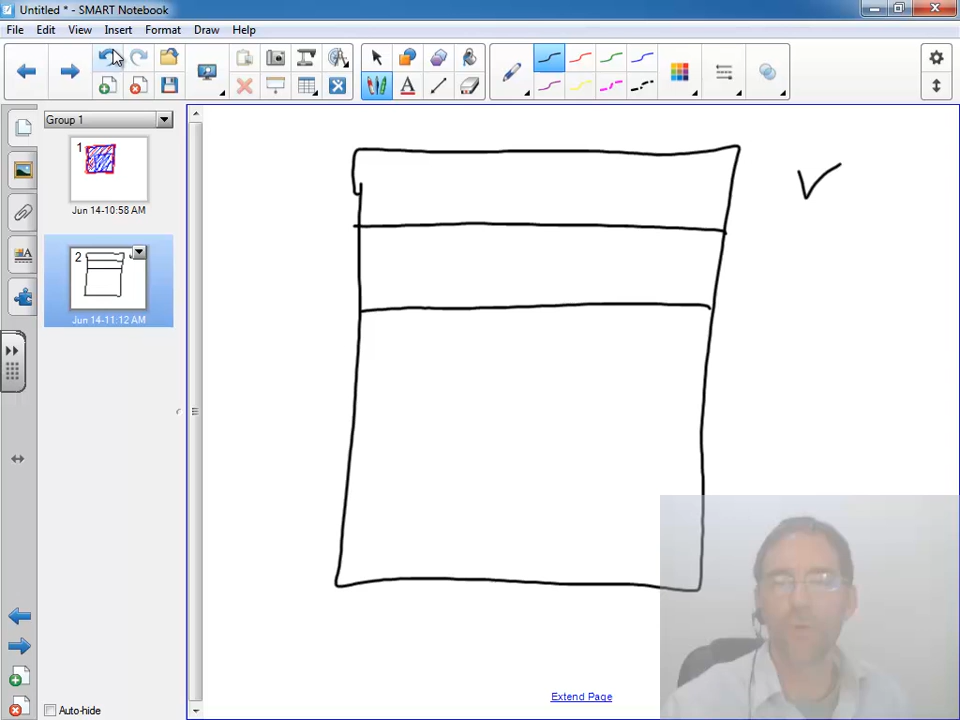 Untitled * - SMART Notebook
File Edit View Insert Format Draw Help
Group 1
1
Jun 14-10:58 AM
2
Jun 14-11:12 AM
Auto-hide
Extend Page